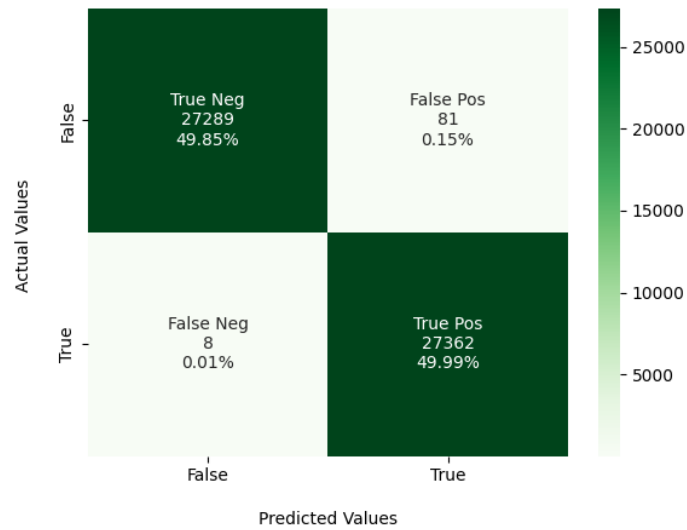 True Neg
27289
49.85%
False Pos
81
0.15%
False Neg
8
0.01%
True Pos
27362
49.99%
False
True
Actual Values
False
True
Predicted Values
25000
20000
15000
10000
5000